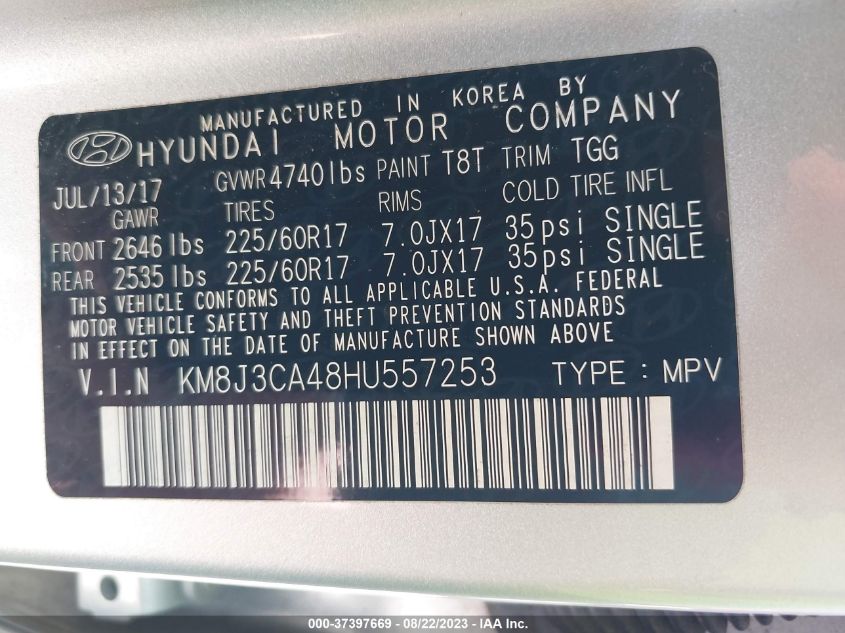 MANUFACTURED IN KOREA BY
HYUNDAI MOTOR COMPANY
JUL/13/17 GVWR 4740lbs PAINT T8T TRIM TGG
GAWR TIRES RIMS COLD TIRE INFL
FRONT 2646lbs 225/60R17 7.0JX17 35psi SINGLE
REAR 2535lbs 225/60R17 7.0JX17 35psi SINGLE
THIS VEHICLE CONFORMS TO ALL APPLICABLE U.S.A. FEDERAL
MOTOR VEHICLE SAFETY AND THEFT PREVENTION STANDARDS
IN EFFECT ON THE DATE OF MANUFACTURE SHOWN ABOVE
V.I.N KM8J3CA48HU557253 TYPE : MPV
000-37397669 - 08/22/2023 - IAA Inc.